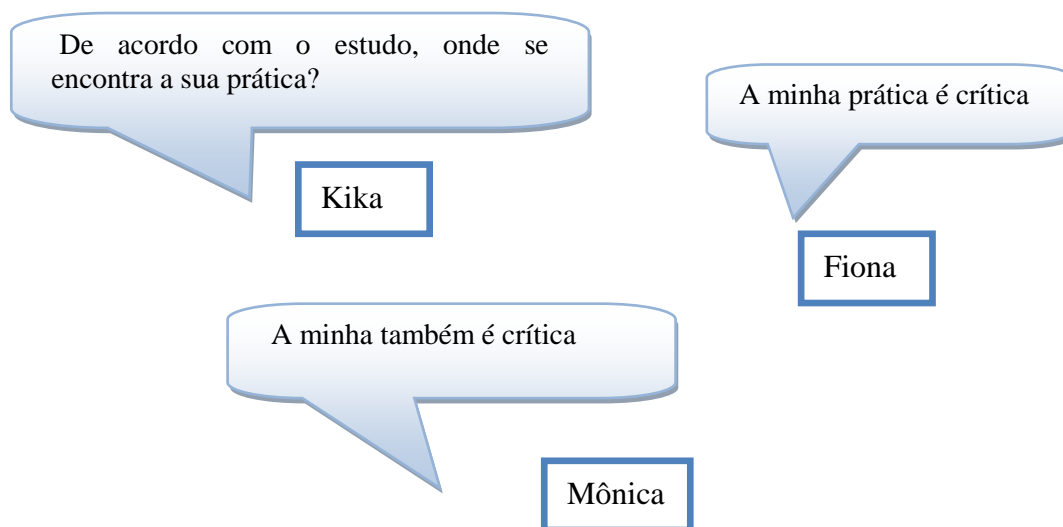 De acordo com o estudo, onde se
encontra a sua prática?
Kika
A minha prática é crítica
Fiona
A minha também é crítica
Mônica